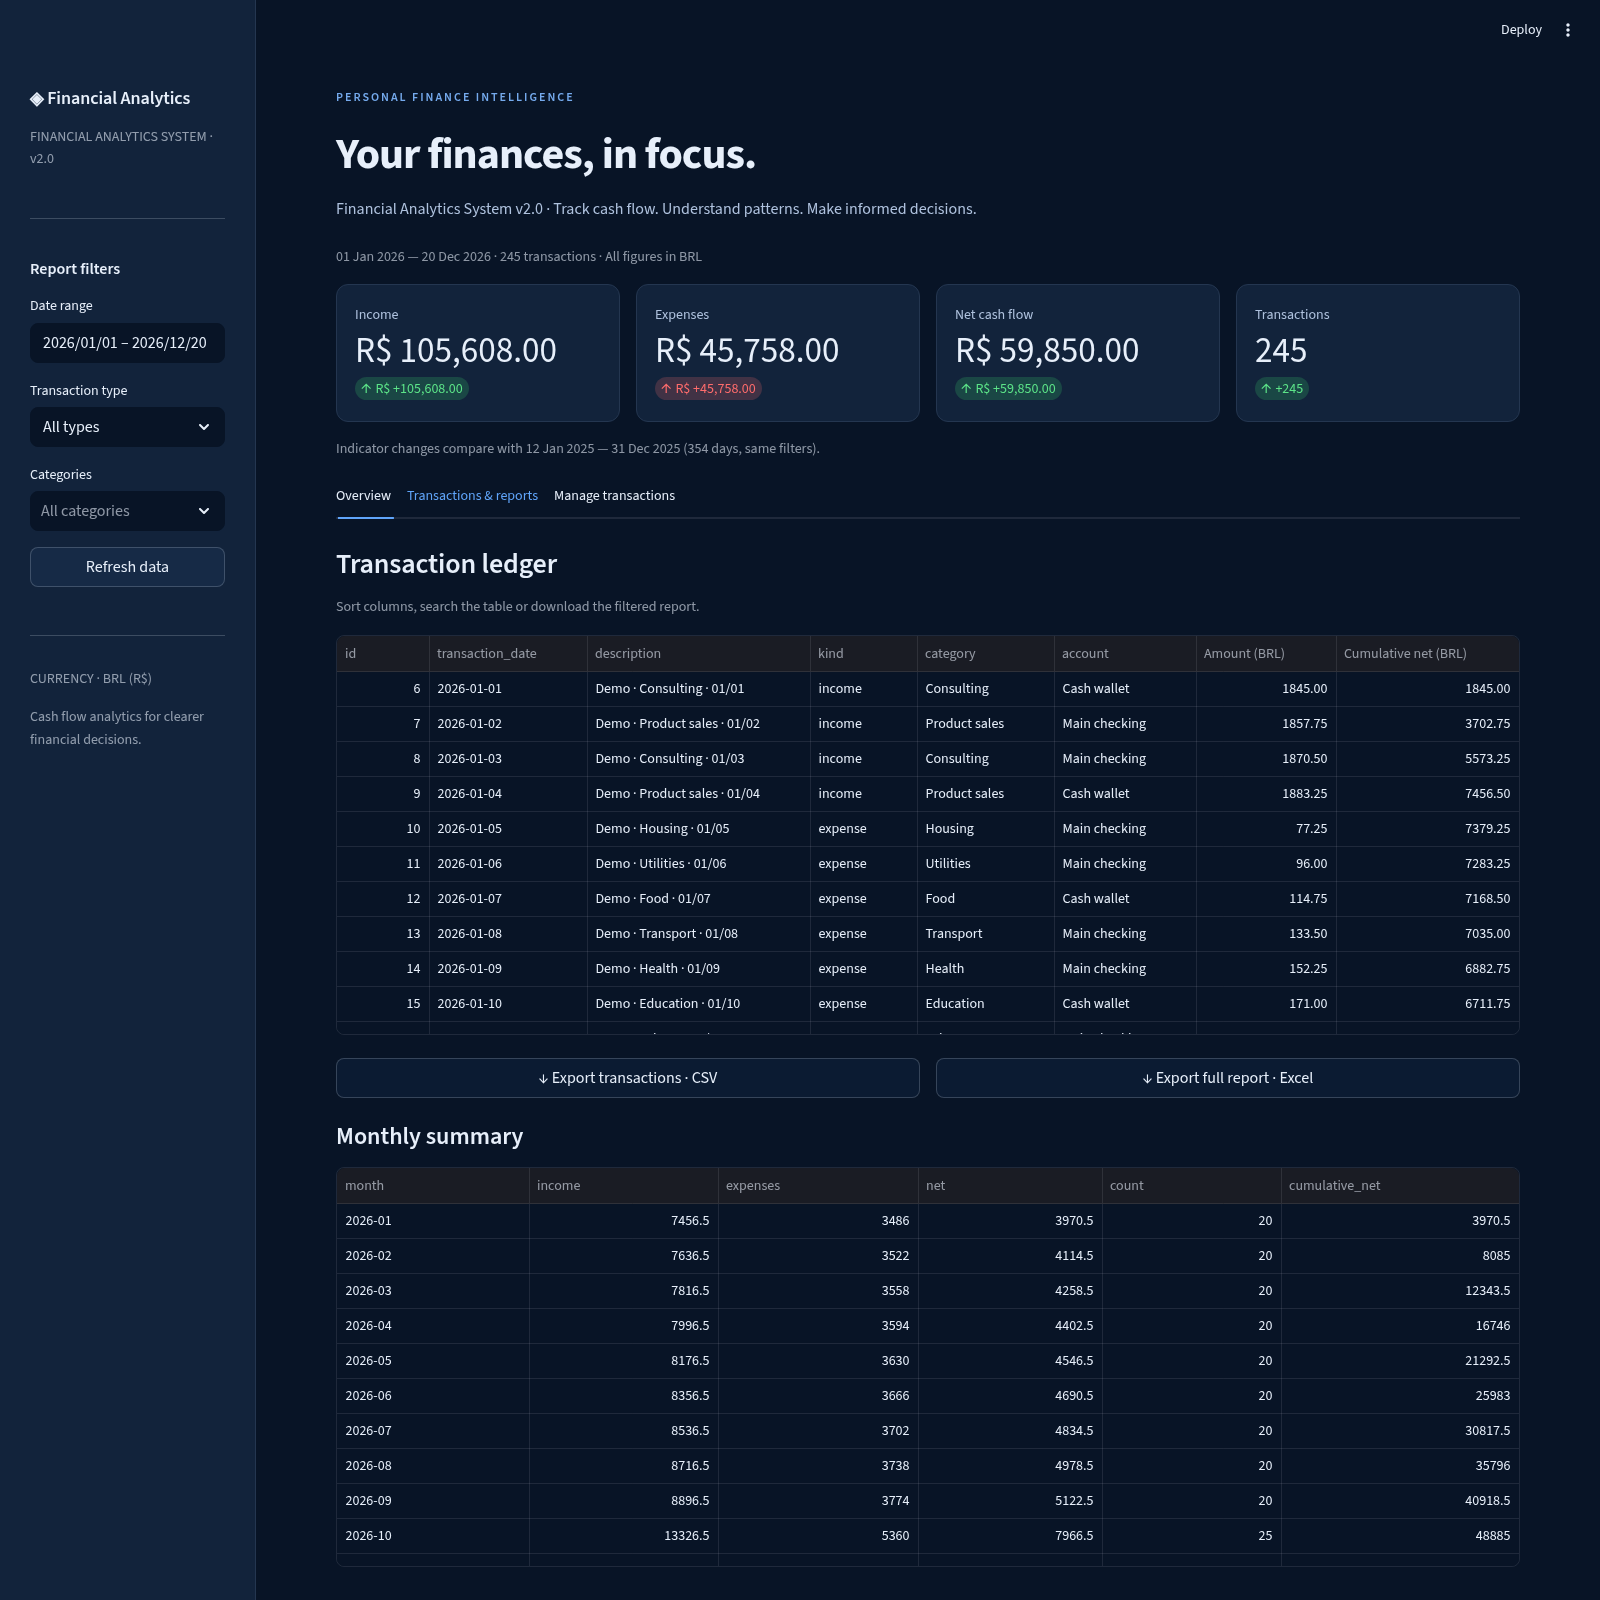 Deploy
◈ Financial Analytics
FINANCIAL ANALYTICS SYSTEM ·
v2.0
Report filters
Date range
2026/01/01 – 2026/12/20
Transaction type
All types
Categories
All categories
Refresh data
CURRENCY · BRL (R$)
Cash flow analytics for clearer
financial decisions.
PERSONAL FINANCE INTELLIGENCE
Your finances, in focus.
Financial Analytics System v2.0 · Track cash flow. Understand patterns. Make informed decisions.
01 Jan 2026 — 20 Dec 2026 · 245 transactions · All figures in BRL
Income Expenses Net cash flow Transactions
R$ 105,608.00 R$ 45,758.00 R$ 59,850.00 245
↑ R$ +105,608.00 ↑ R$ +45,758.00 ↑ R$ +59,850.00 ↑ +245
Indicator changes compare with 12 Jan 2025 — 31 Dec 2025 (354 days, same filters).
Overview Transactions & reports Manage transactions
Transaction ledger
Sort columns, search the table or download the filtered report.
id transaction_date description kind category account Amount (BRL) Cumulative net (BRL)
6 2026-01-01 Demo · Consulting · 01/01 income Consulting Cash wallet 1845.00 1845.00
7 2026-01-02 Demo · Product sales · 01/02 income Product sales Main checking 1857.75 3702.75
8 2026-01-03 Demo · Consulting · 01/03 income Consulting Main checking 1870.50 5573.25
9 2026-01-04 Demo · Product sales · 01/04 income Product sales Cash wallet 1883.25 7456.50
10 2026-01-05 Demo · Housing · 01/05 expense Housing Main checking 77.25 7379.25
11 2026-01-06 Demo · Utilities · 01/06 expense Utilities Main checking 96.00 7283.25
12 2026-01-07 Demo · Food · 01/07 expense Food Cash wallet 114.75 7168.50
13 2026-01-08 Demo · Transport · 01/08 expense Transport Main checking 133.50 7035.00
14 2026-01-09 Demo · Health · 01/09 expense Health Main checking 152.25 6882.75
15 2026-01-10 Demo · Education · 01/10 expense Education Cash wallet 171.00 6711.75
↓ Export transactions · CSV ↓ Export full report · Excel
Monthly summary
month income expenses net count cumulative_net
2026-01 7456.5 3486 3970.5 20 3970.5
2026-02 7636.5 3522 4114.5 20 8085
2026-03 7816.5 3558 4258.5 20 12343.5
2026-04 7996.5 3594 4402.5 20 16746
2026-05 8176.5 3630 4546.5 20 21292.5
2026-06 8356.5 3666 4690.5 20 25983
2026-07 8536.5 3702 4834.5 20 30817.5
2026-08 8716.5 3738 4978.5 20 35796
2026-09 8896.5 3774 5122.5 20 40918.5
2026-10 13326.5 5360 7966.5 25 48885